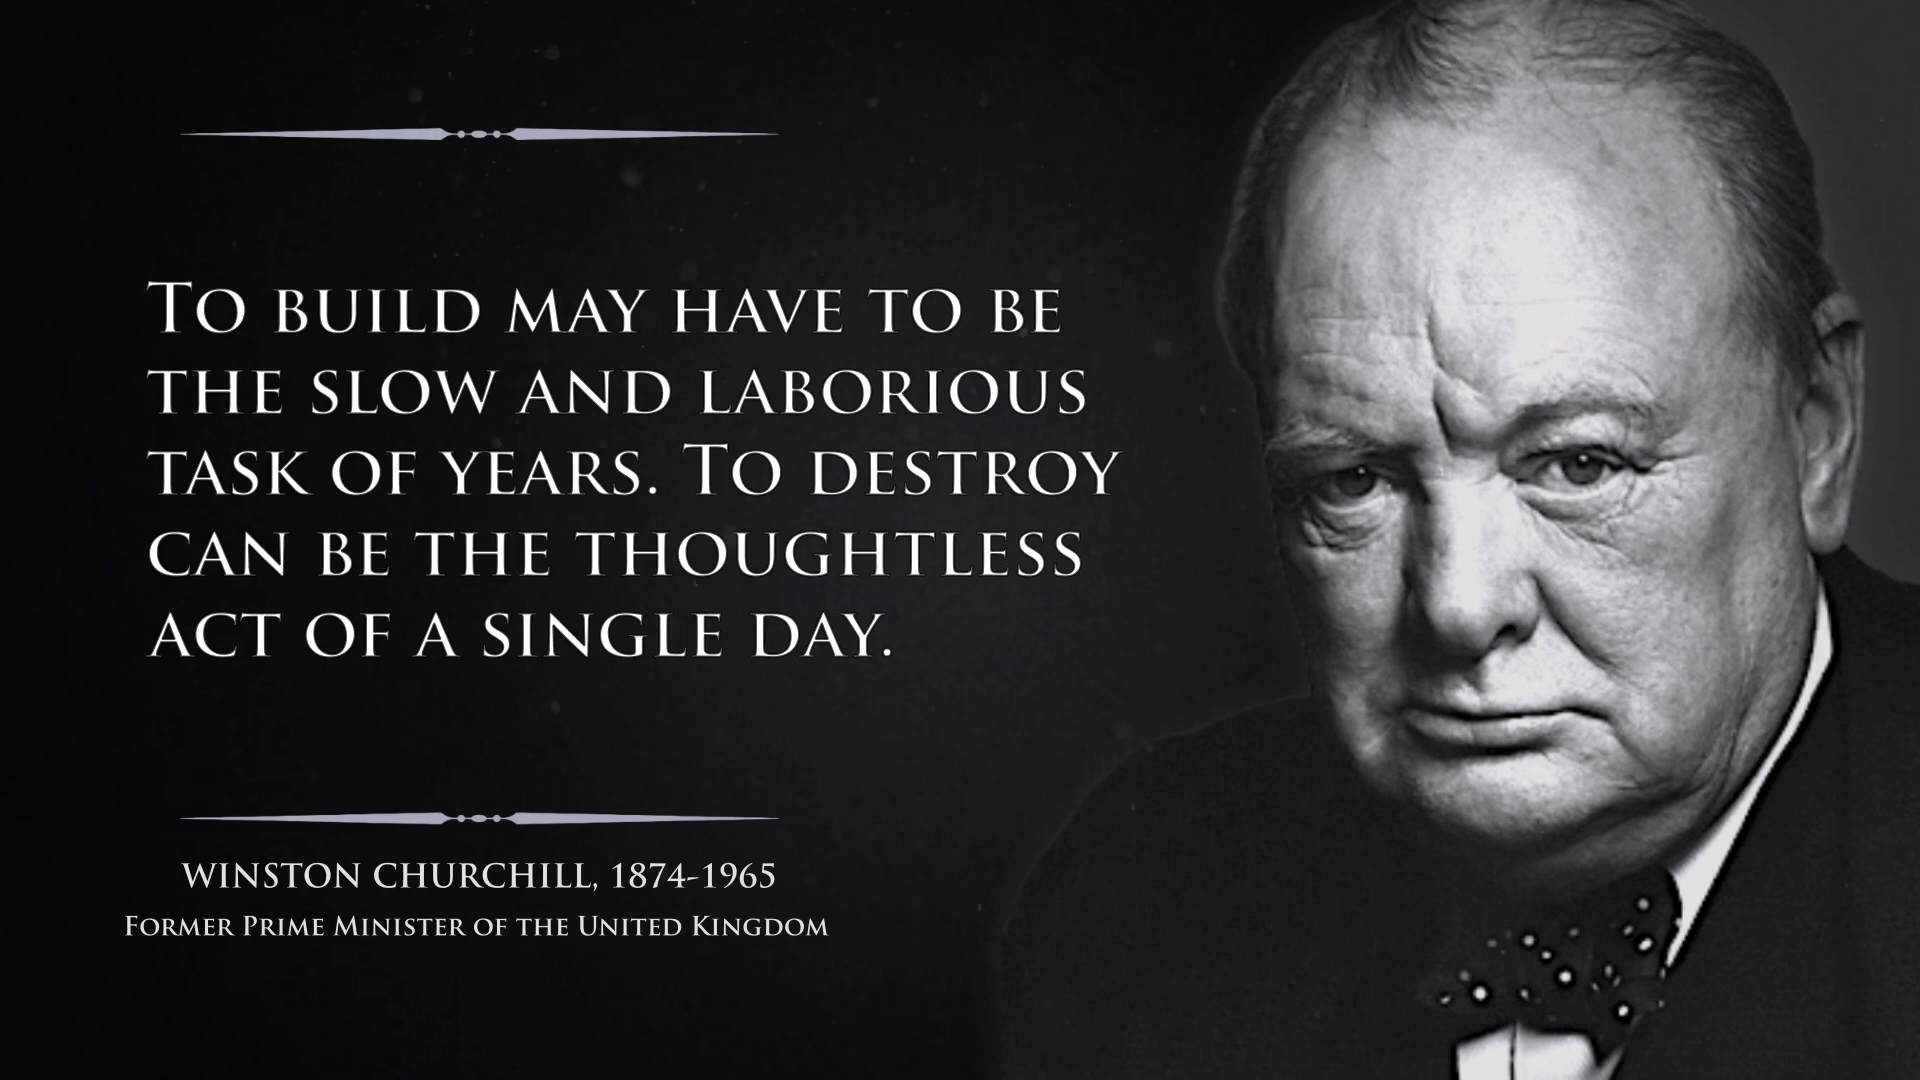 To build may have to be
the slow and laborious
task of years. To destroy
can be the thoughtless
act of a single day.
WINSTON CHURCHILL, 1874-1965
Former Prime Minister of the United Kingdom